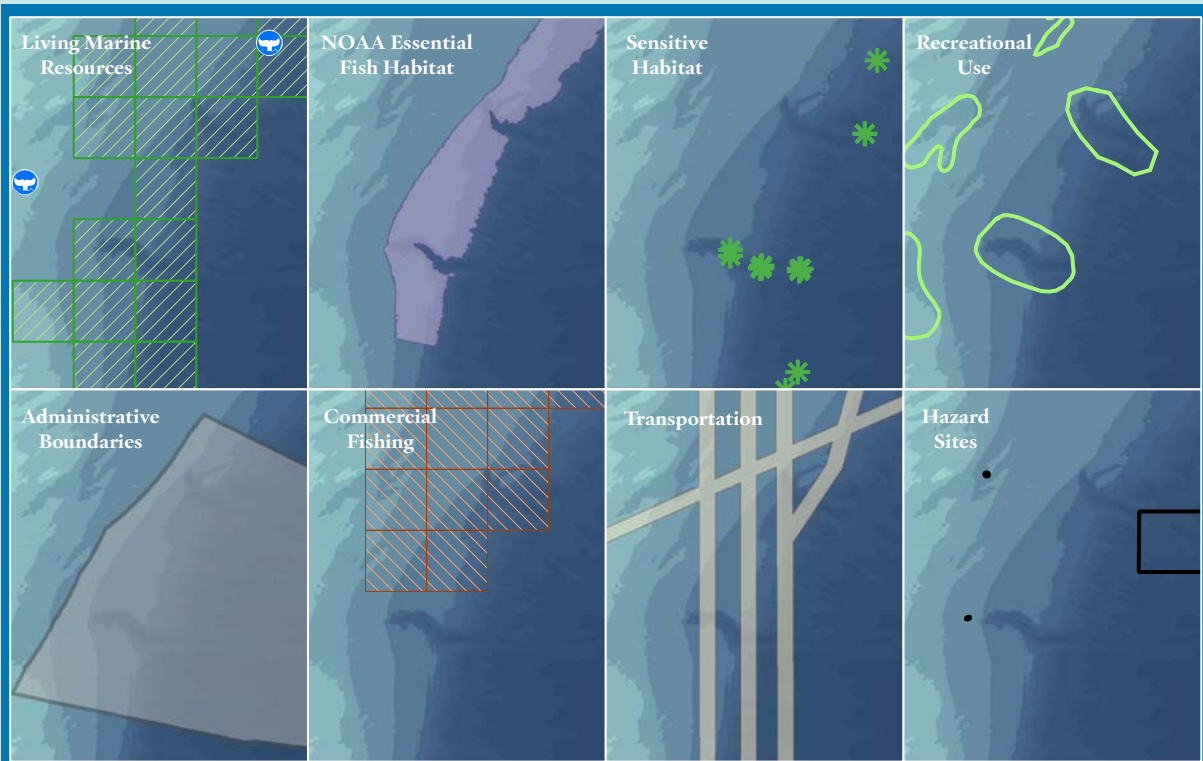 Living Marine
Resources
NOAA Essential
Fish Habitat
Sensitive
Habitat
Recreational
Use
Administrative
Boundaries
Commercial
Fishing
Transportation
Hazard
Sites